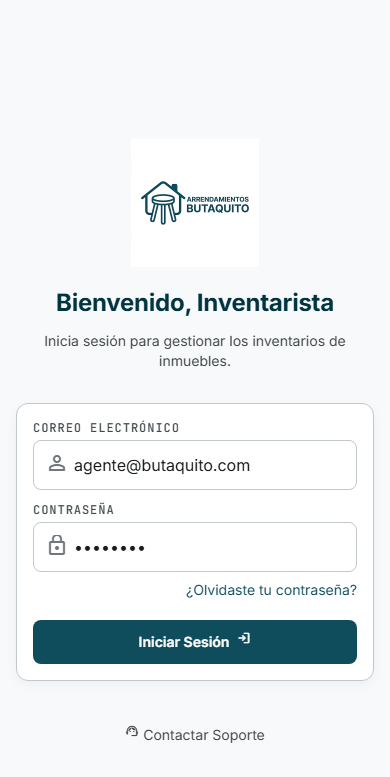 ARRENDAMIENTOS
BUTAQUITO
Bienvenido, Inventarista
Inicia sesión para gestionar los inventarios de
inmuebles.
CORREO ELECTRÓNICO
agente@butaquito.com
CONTRASEÑA
••••••••
¿Olvidaste tu contraseña?
Iniciar Sesión
Contactar Soporte